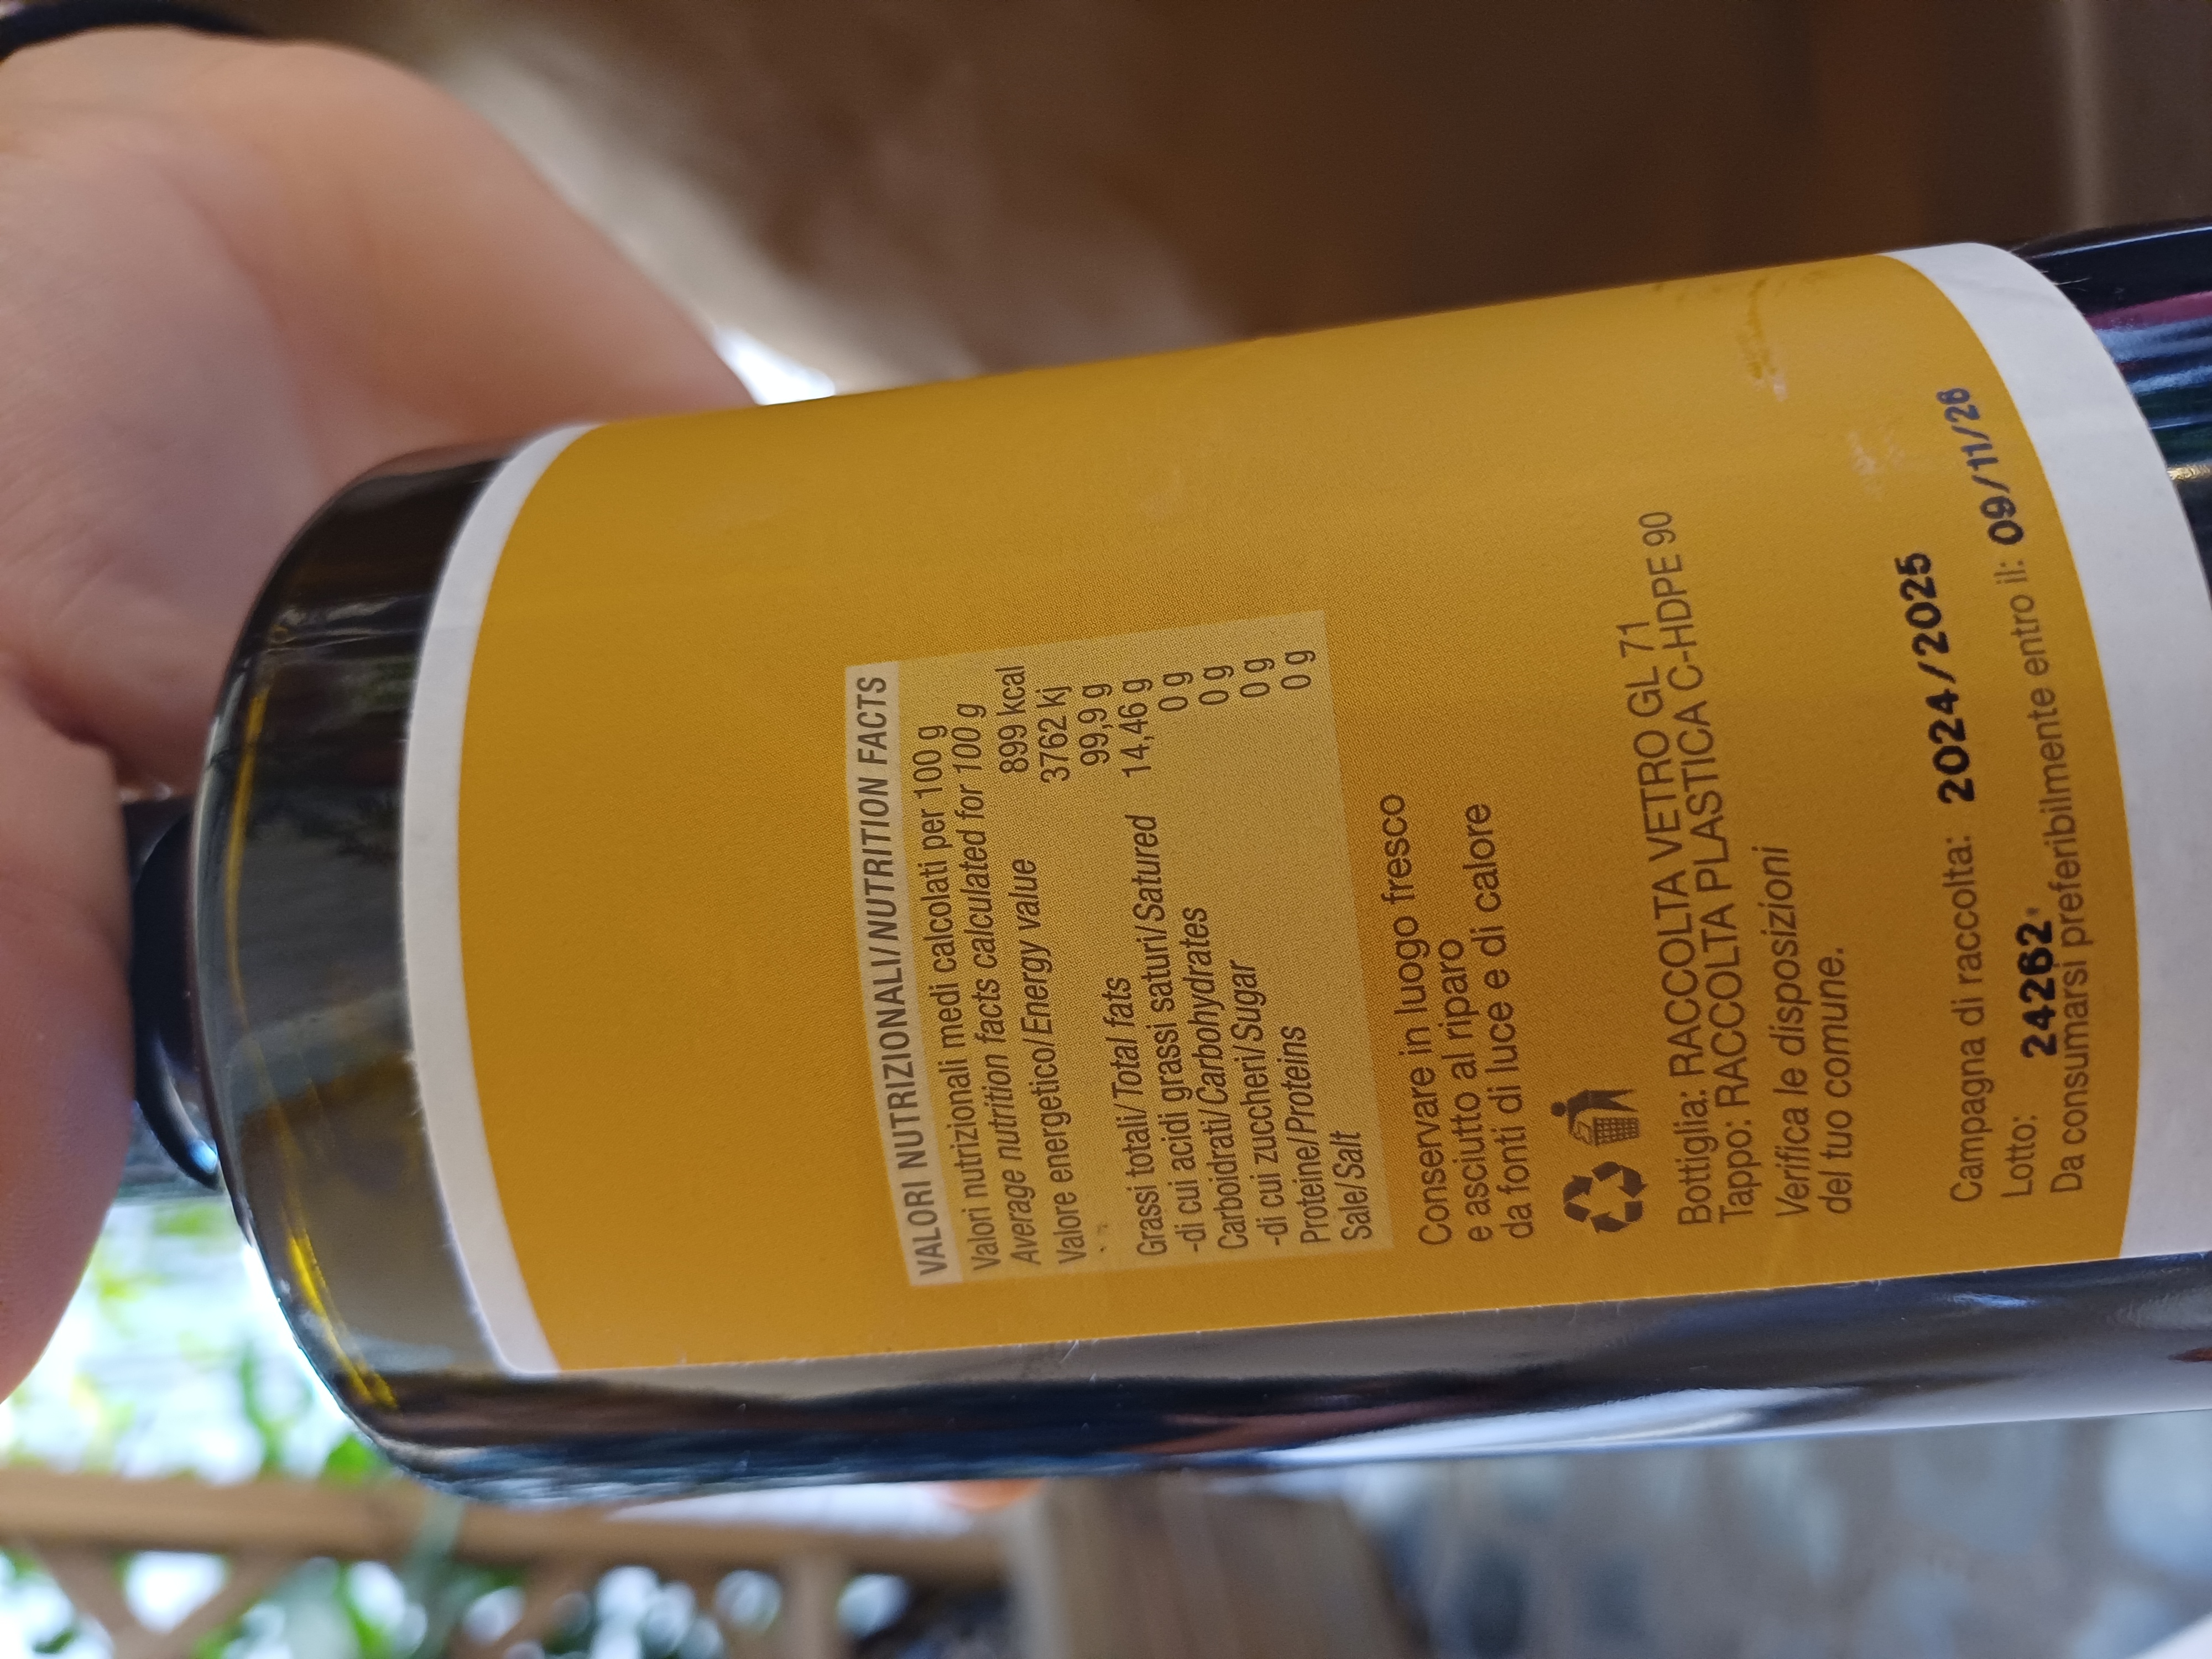 VALORI NUTRIZIONALI/NUTRITION FACTS
Valori nutrizionali medi calcolati per 100 g
Average nutrition facts calculated for 100 g
Valore energetico/Energy value 899 kcal
3762 kj
Grassi totali/Total fats 99,9 g
-di cui acidi grassi saturi/Satured 14,46 g
Carboidrati/Carbohydrates 0 g
-di cui zuccheri/Sugar 0 g
Proteine/Proteins 0 g
Sale/Salt 0 g
Conservare in luogo fresco
e asciutto al riparo
da fonti di luce e di calore
Bottiglia: RACCOLTA VETRO GL 71
Tappo: RACCOLTA PLASTICA C-HDPE 90
Verifica le disposizioni
del tuo comune.
Campagna di raccolta: 2024/2025
Lotto: 24262
Da consumarsi preferibilmente entro il: 09/11/26